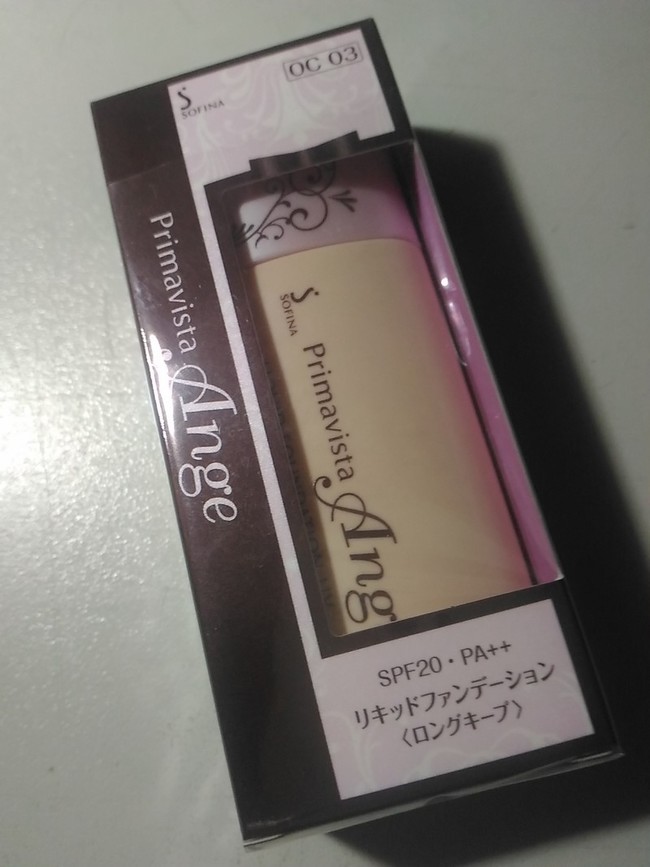 OC 03
SOFINA
Primavista
Ange
SOFINA
Primavista
Ang
SPF20・PA++
リキッドファンデーション
〈ロングキープ〉